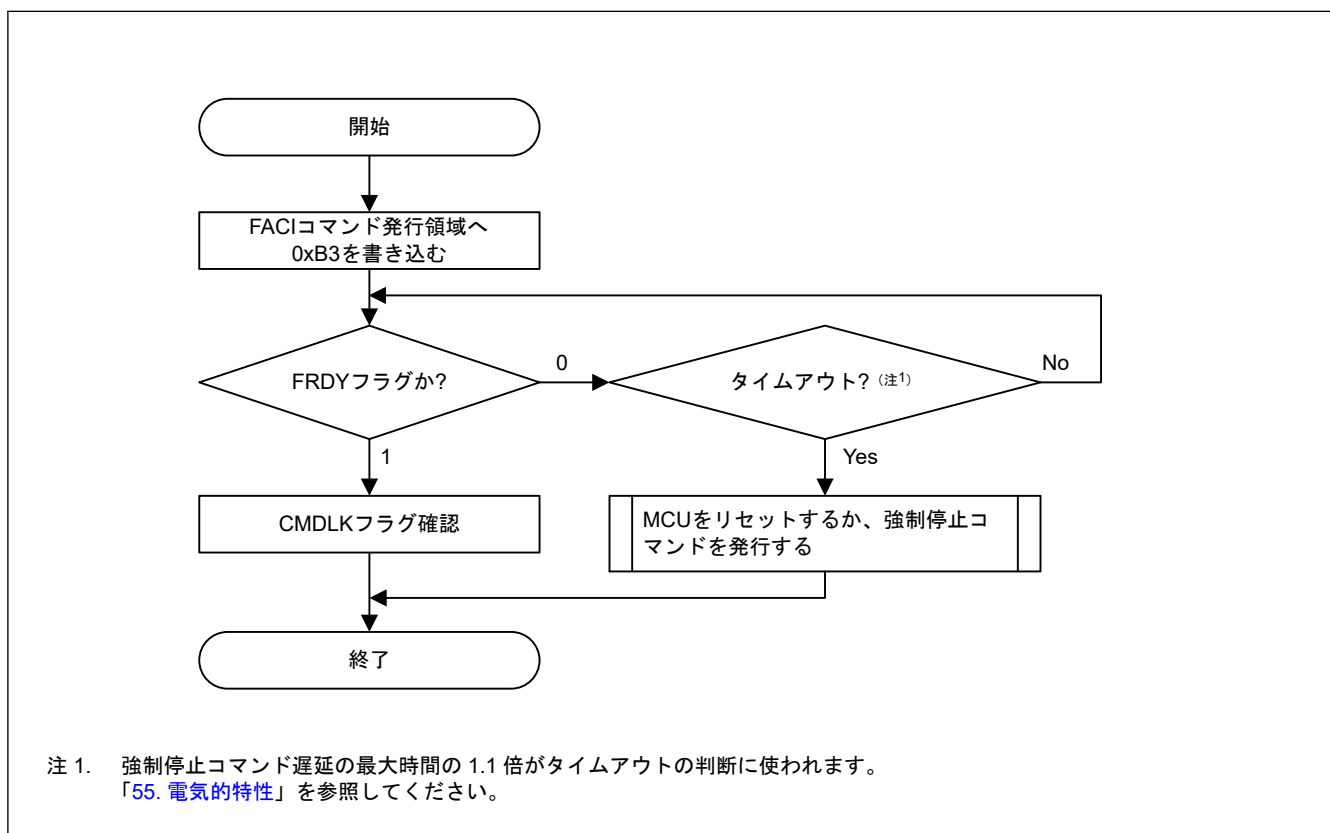 開始
FACIコマンド発行領域へ
0xB3を書き込む
FRDYフラグか?
0
タイムアウト? (注1)
No
1
Yes
CMDLKフラグ確認
MCUをリセットするか、強制停止コ
マンドを発行する
終了
注 1. 強制停止コマンド遅延の最大時間の 1.1 倍がタイムアウトの判断に使われます。
「55. 電気的特性」を参照してください。